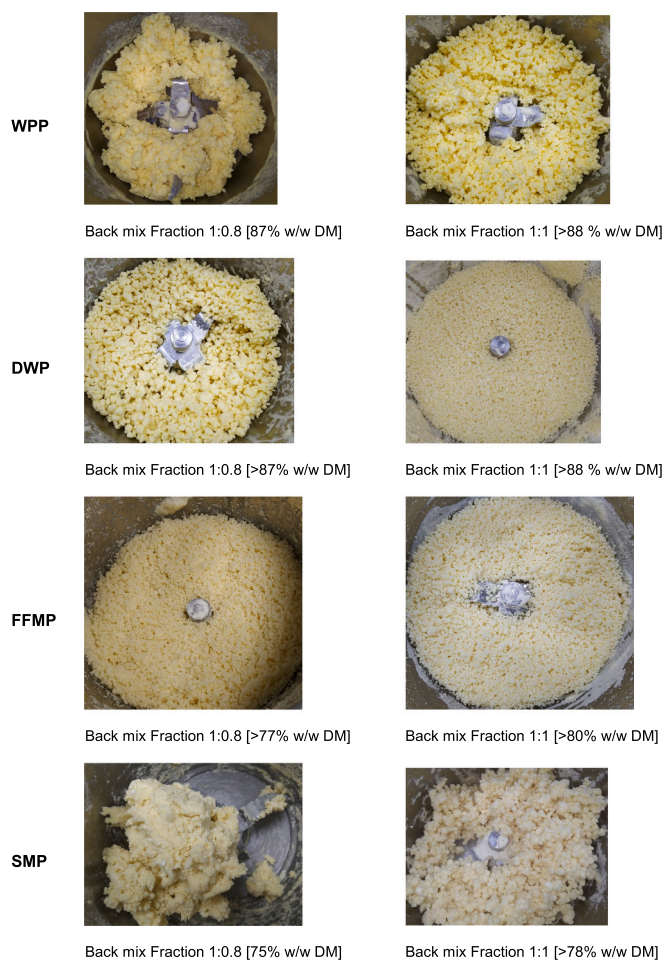 WPP
Back mix Fraction 1:0.8 [87% w/w DM]
Back mix Fraction 1:1 [>88 % w/w DM]
DWP
Back mix Fraction 1:0.8 [>87% w/w DM]
Back mix Fraction 1:1 [>88 % w/w DM]
FFMP
Back mix Fraction 1:0.8 [>77% w/w DM]
Back mix Fraction 1:1 [>80% w/w DM]
SMP
Back mix Fraction 1:0.8 [75% w/w DM]
Back mix Fraction 1:1 [>78% w/w DM]